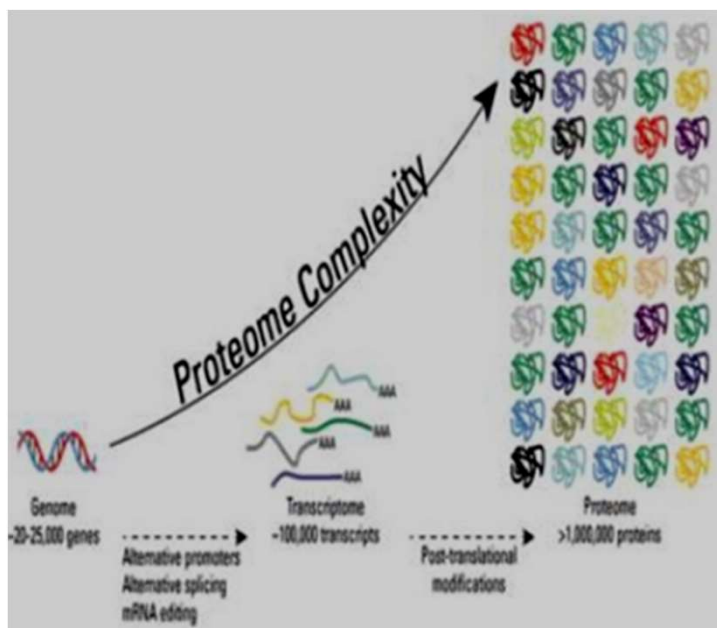 Proteome Complexity
AAA
AAA
AAA
AAA
AAA
Genome
~20-25,000 genes
Transcriptome
~100,000 transcripts
Proteome
>1,000,000 proteins
Alternative promoters
Alternative splicing
mRNA editing
Post-translational
modifications